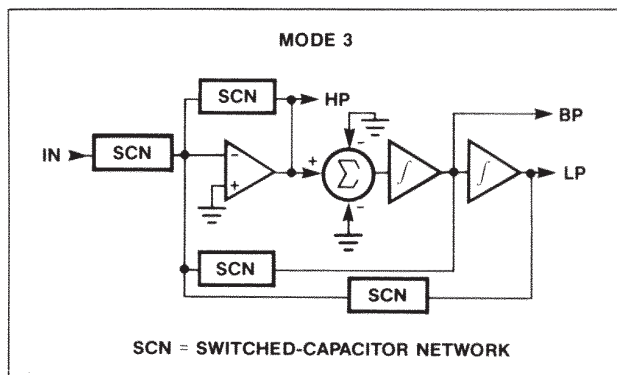 MODE 3
SCN
HP
BP
IN
SCN
-
+
+
-
Σ
-
∫
∫
LP
SCN
SCN
SCN = SWITCHED-CAPACITOR NETWORK